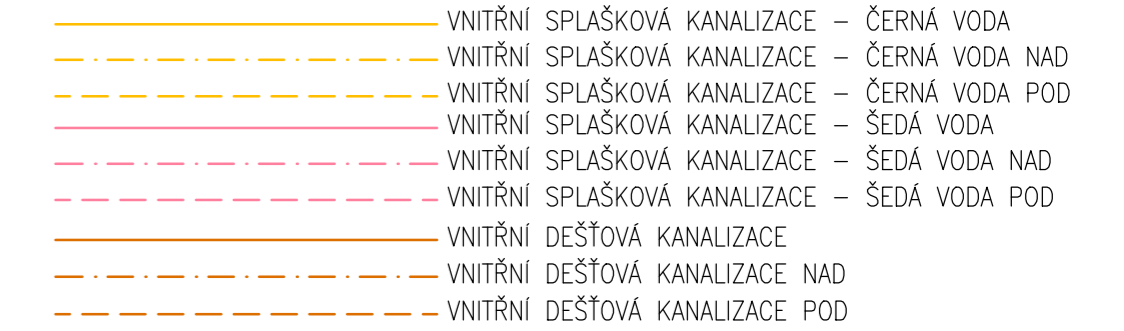 VNITŘNÍ SPLAŠKOVÁ KANALIZACE – ČERNÁ VODA
VNITŘNÍ SPLAŠKOVÁ KANALIZACE – ČERNÁ VODA NAD
VNITŘNÍ SPLAŠKOVÁ KANALIZACE – ČERNÁ VODA POD
VNITŘNÍ SPLAŠKOVÁ KANALIZACE – ŠEDÁ VODA
VNITŘNÍ SPLAŠKOVÁ KANALIZACE – ŠEDÁ VODA NAD
VNITŘNÍ SPLAŠKOVÁ KANALIZACE – ŠEDÁ VODA POD
VNITŘNÍ DEŠŤOVÁ KANALIZACE
VNITŘNÍ DEŠŤOVÁ KANALIZACE NAD
VNITŘNÍ DEŠŤOVÁ KANALIZACE POD